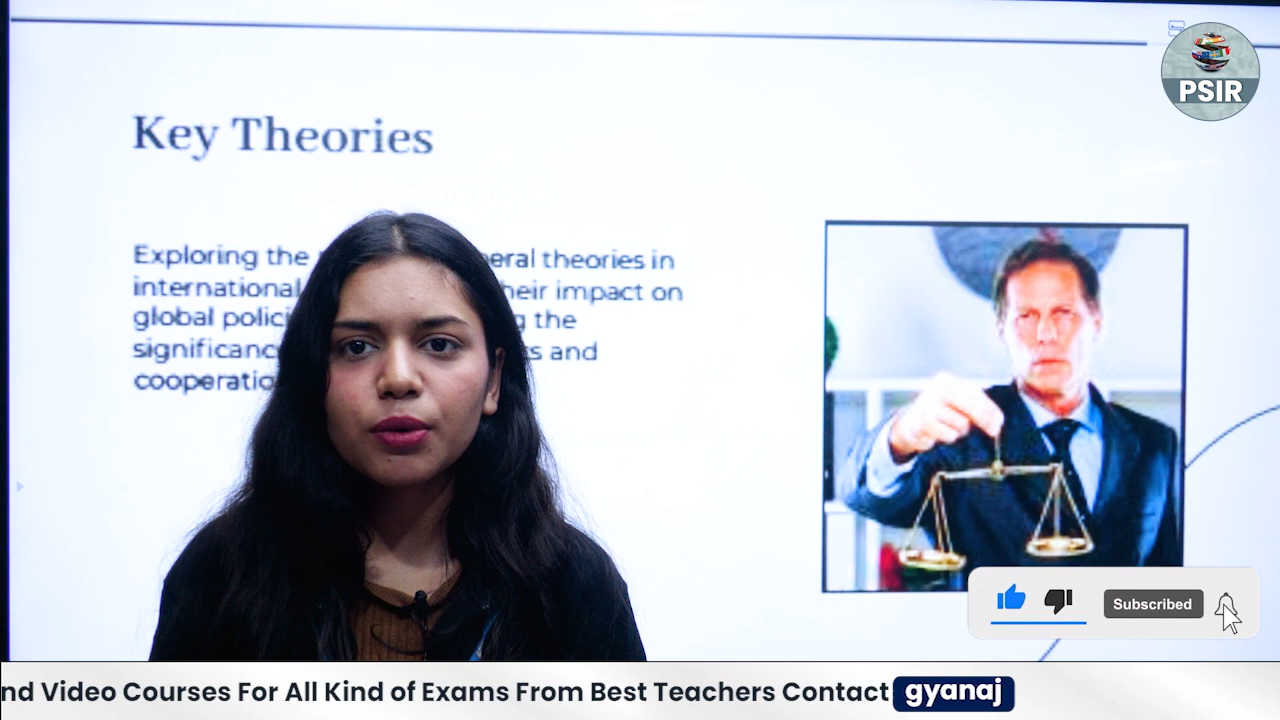 PSIR
Key Theories
Exploring the eral theories in
international heir impact on
global polici g the
significanc s and
cooperatio
Subscribed
nd Video Courses For All Kind of Exams From Best Teachers Contact gyanaj